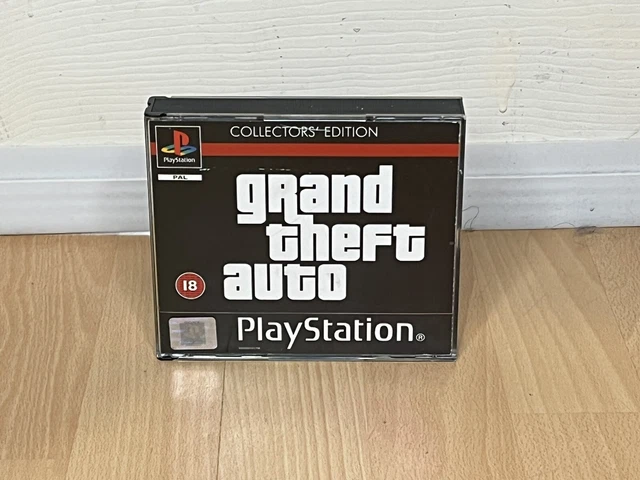 COLLECTORS' EDITION
PlayStation
PAL
grand
theft
auto
18
PlayStation®